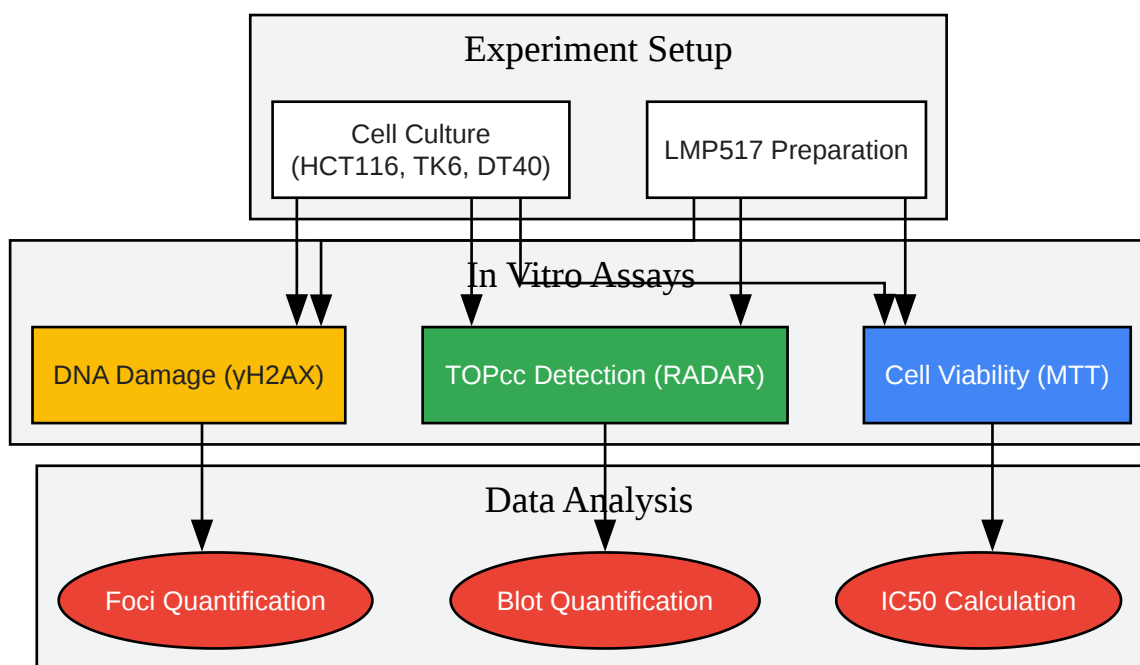 Experiment Setup
Cell Culture
(HCT116, TK6, DT40)
LMP517 Preparation
In Vitro Assays
DNA Damage (γH2AX)
TOPcc Detection (RADAR)
Cell Viability (MTT)
Data Analysis
Foci Quantification
Blot Quantification
IC50 Calculation